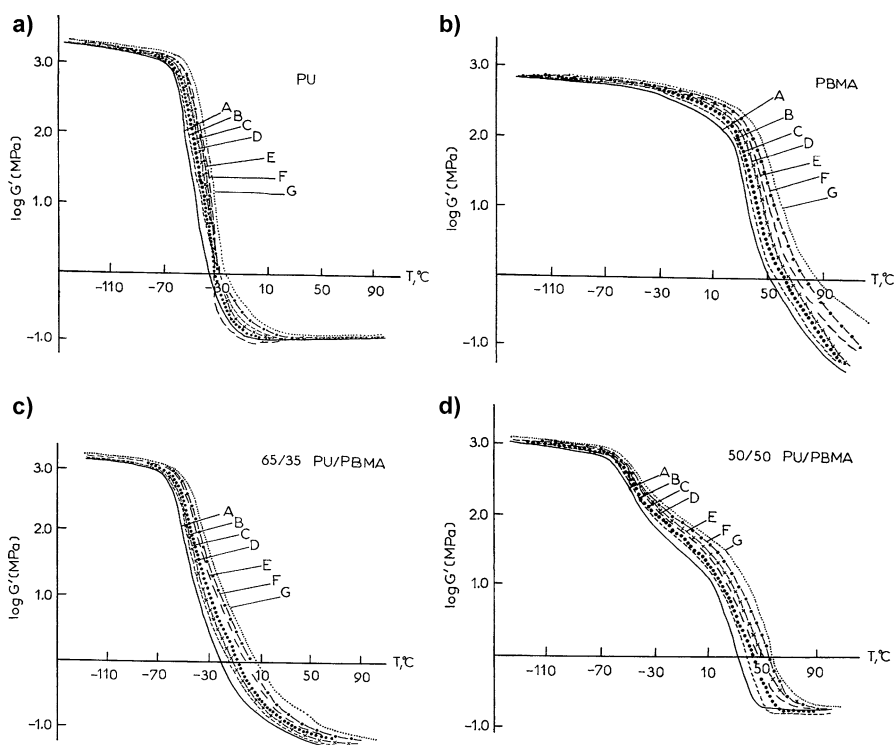 a)
PU
log G' (MPa)
3.0
2.0
1.0
-1.0
A
B
C
D
E
F
G
T,°C
-110
-70
-30
10
50
90
b)
PBMA
log G' (MPa)
3.0
2.0
1.0
-1.0
A
B
C
D
E
F
G
T,°C
-110
-70
-30
10
50
90
c)
65/35 PU/PBMA
log G' (MPa)
3.0
2.0
1.0
-1.0
A
B
C
D
E
F
G
T,°C
-110
-70
-30
10
50
90
d)
50/50 PU/PBMA
log G' (MPa)
3.0
2.0
1.0
-1.0
A
B
C
D
E
F
G
T,°C
-110
-70
-30
10
50
90